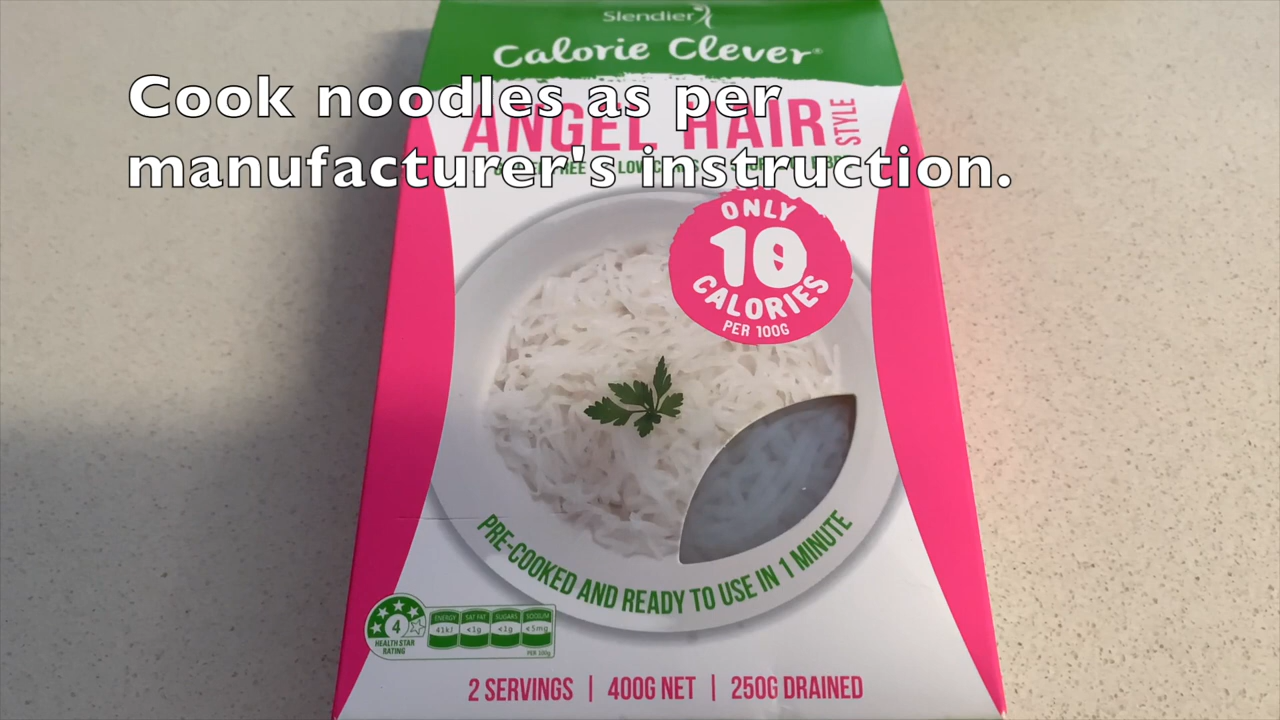 Slendier
Calorie Clever®
Cook noodles as per
ANGEL HAIR STYLE
manufacturer's instruction.
ONLY
10
CALORIES
PER 100G
PRE-COOKED AND READY TO USE IN 1 MINUTE
4
HEALTH STAR
RATING
ENERGY SAT FAT SUGARS SODIUM
41kJ <1g <1g <5mg
PER 100g
2 SERVINGS | 400G NET | 250G DRAINED